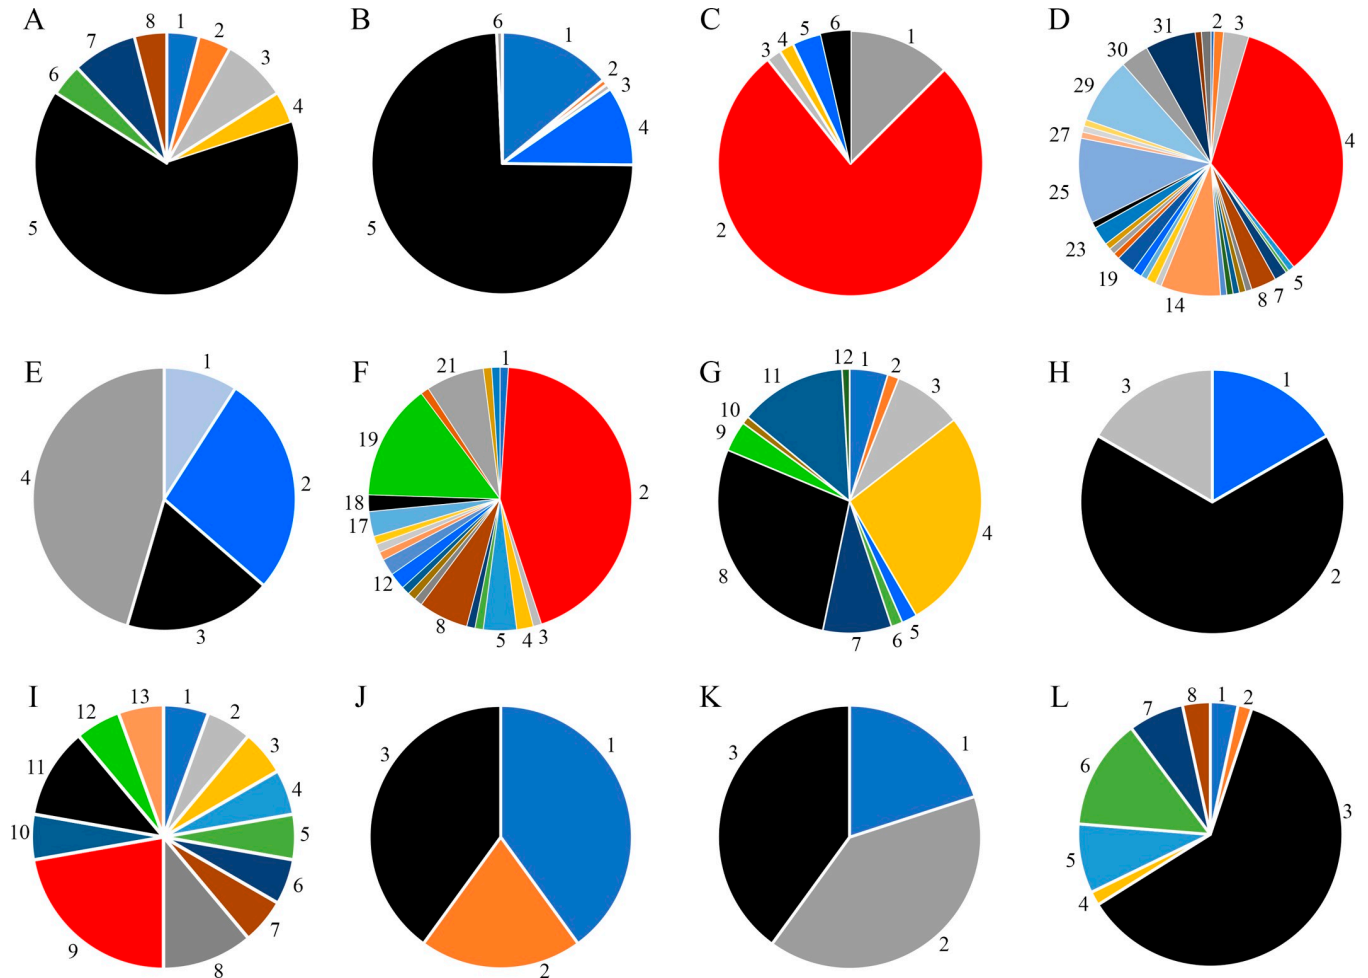 A
8 1 2 3 4 5 6 7
B
6 1 2 3 4 5
C
6 1 2 3 4 5
D
2 3 4 5 7 8 14 19 23 25 27 29 30 31
E
1 2 3 4
F
21 1 2 3 4 5 8 12 17 18 19
G
12 1 2 3 4 5 6 7 8 9 10 11
H
3 1 2
I
13 1 2 3 4 5 6 7 8 9 10 11 12
J
3 1 2
K
3 1 2
L
8 1 2 3 4 5 6 7